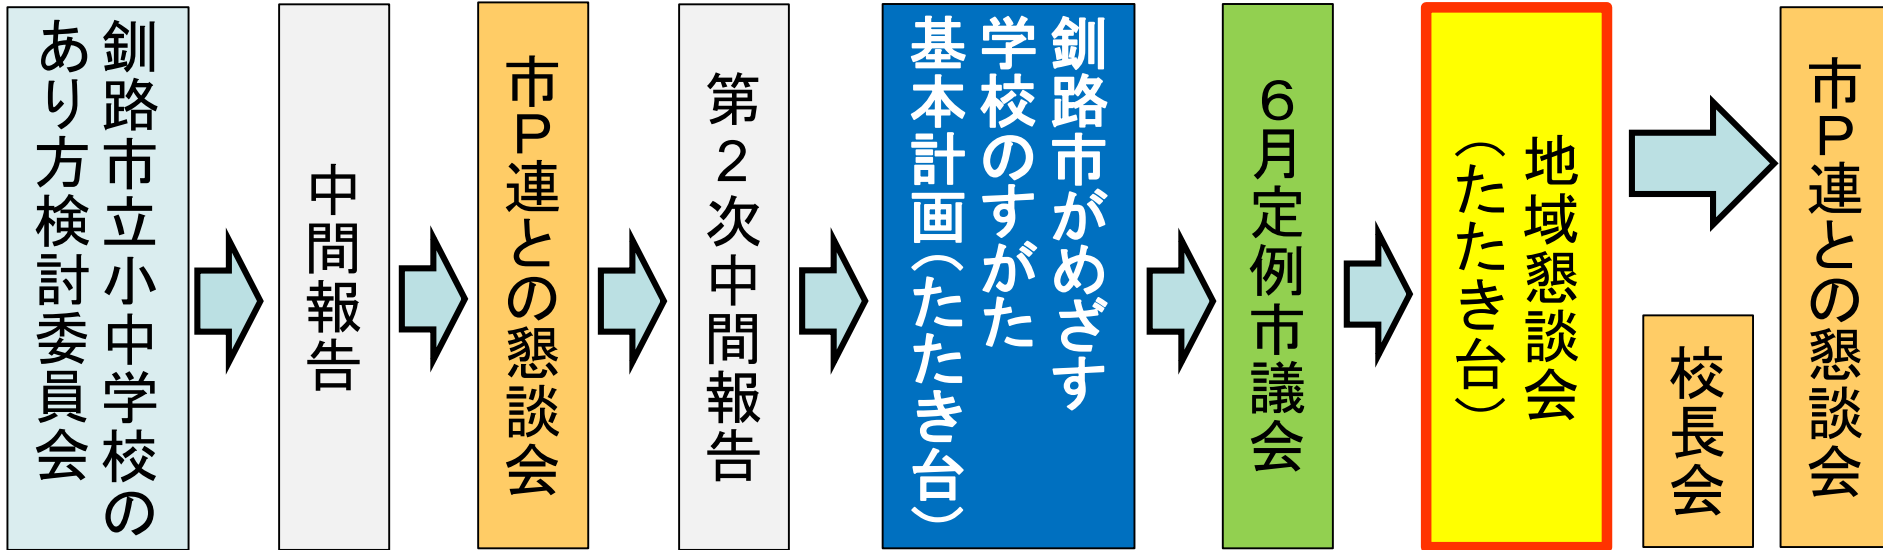 釧路市立小中学校の
あり方検討委員会
中間報告
市Ｐ連との懇談会
第２次中間報告
釧路市がめざす
学校のすがた
基本計画（たたき台）
６月定例市議会
地域懇談会
（たたき台）
校長会
市Ｐ連との懇談会